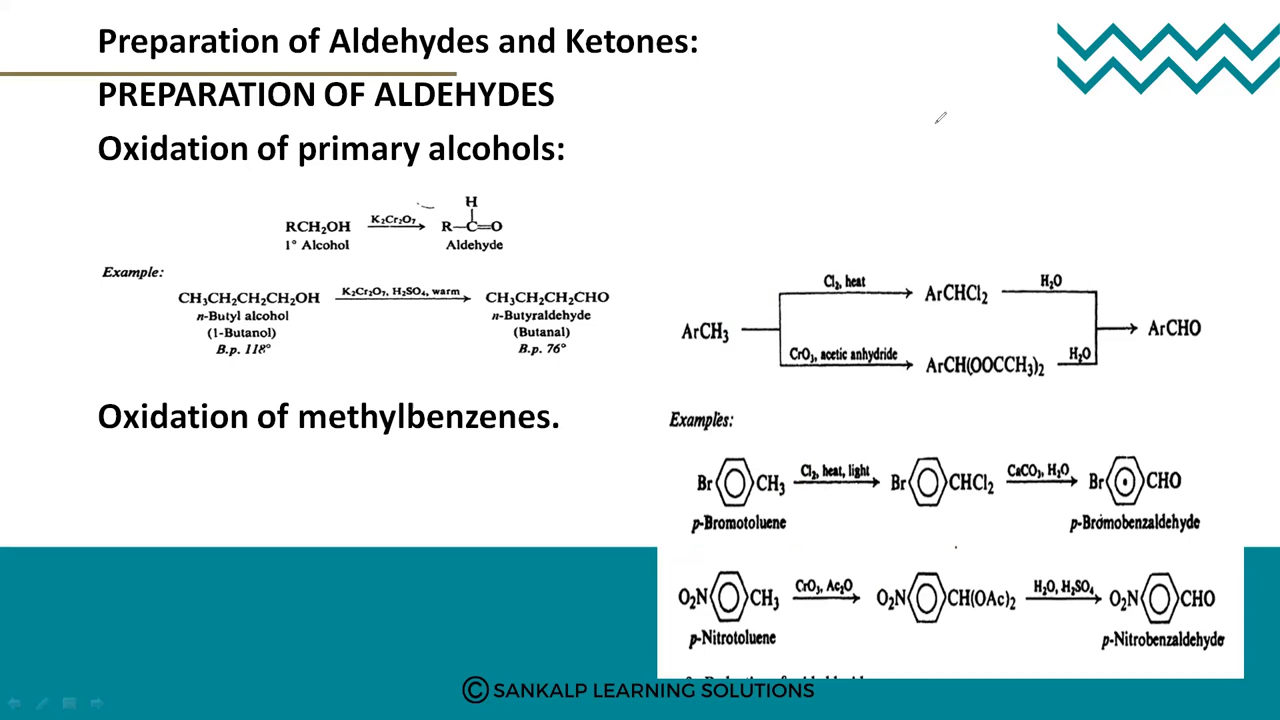 Preparation of Aldehydes and Ketones:
PREPARATION OF ALDEHYDES
Oxidation of primary alcohols:
H
RCH₂OH K₂Cr₂O₇ R—C=O
1° Alcohol Aldehyde
Example:
CH₃CH₂CH₂CH₂OH K₂Cr₂O₇, H₂SO₄, warm CH₃CH₂CH₂CHO
n-Butyl alcohol n-Butyraldehyde
(1-Butanol) (Butanal)
B.p. 118° B.p. 76°
Oxidation of methylbenzenes.
Cl₂, heat ArCHCl₂ H₂O
ArCH₃ ArCHO
CrO₃, acetic anhydride ArCH(OOCCH₃)₂ H₂O
Examples:
Br CH₃ Cl₂, heat, light Br CHCl₂ CaCO₃, H₂O Br CHO
p-Bromotoluene p-Bromobenzaldehyde
O₂N CH₃ CrO₃, Ac₂O O₂N CH(OAc)₂ H₂O, H₂SO₄ O₂N CHO
p-Nitrotoluene p-Nitrobenzaldehyde
© SANKALP LEARNING SOLUTIONS